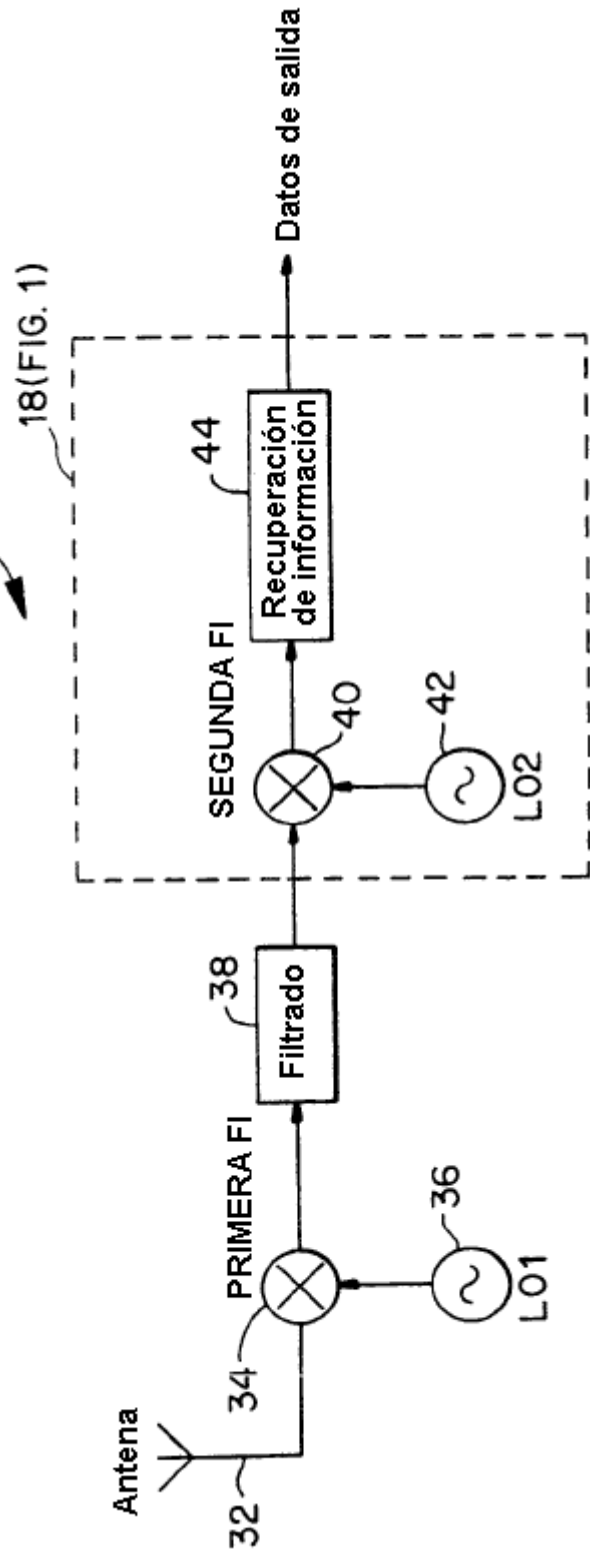 18(FIG. 1)
Antena
32
34
PRIMERA FI
36
LO1
38
Filtrado
SEGUNDA FI
40
42
LO2
44
Recuperación
de información
Datos de salida